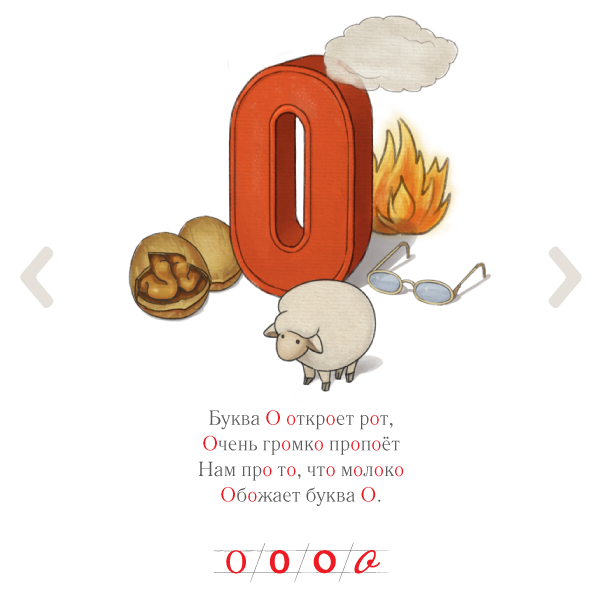 О
Буква О откроет рот,
Очень громко пропоёт
Нам про то, что молоко
Обожает буква О.
О о о о